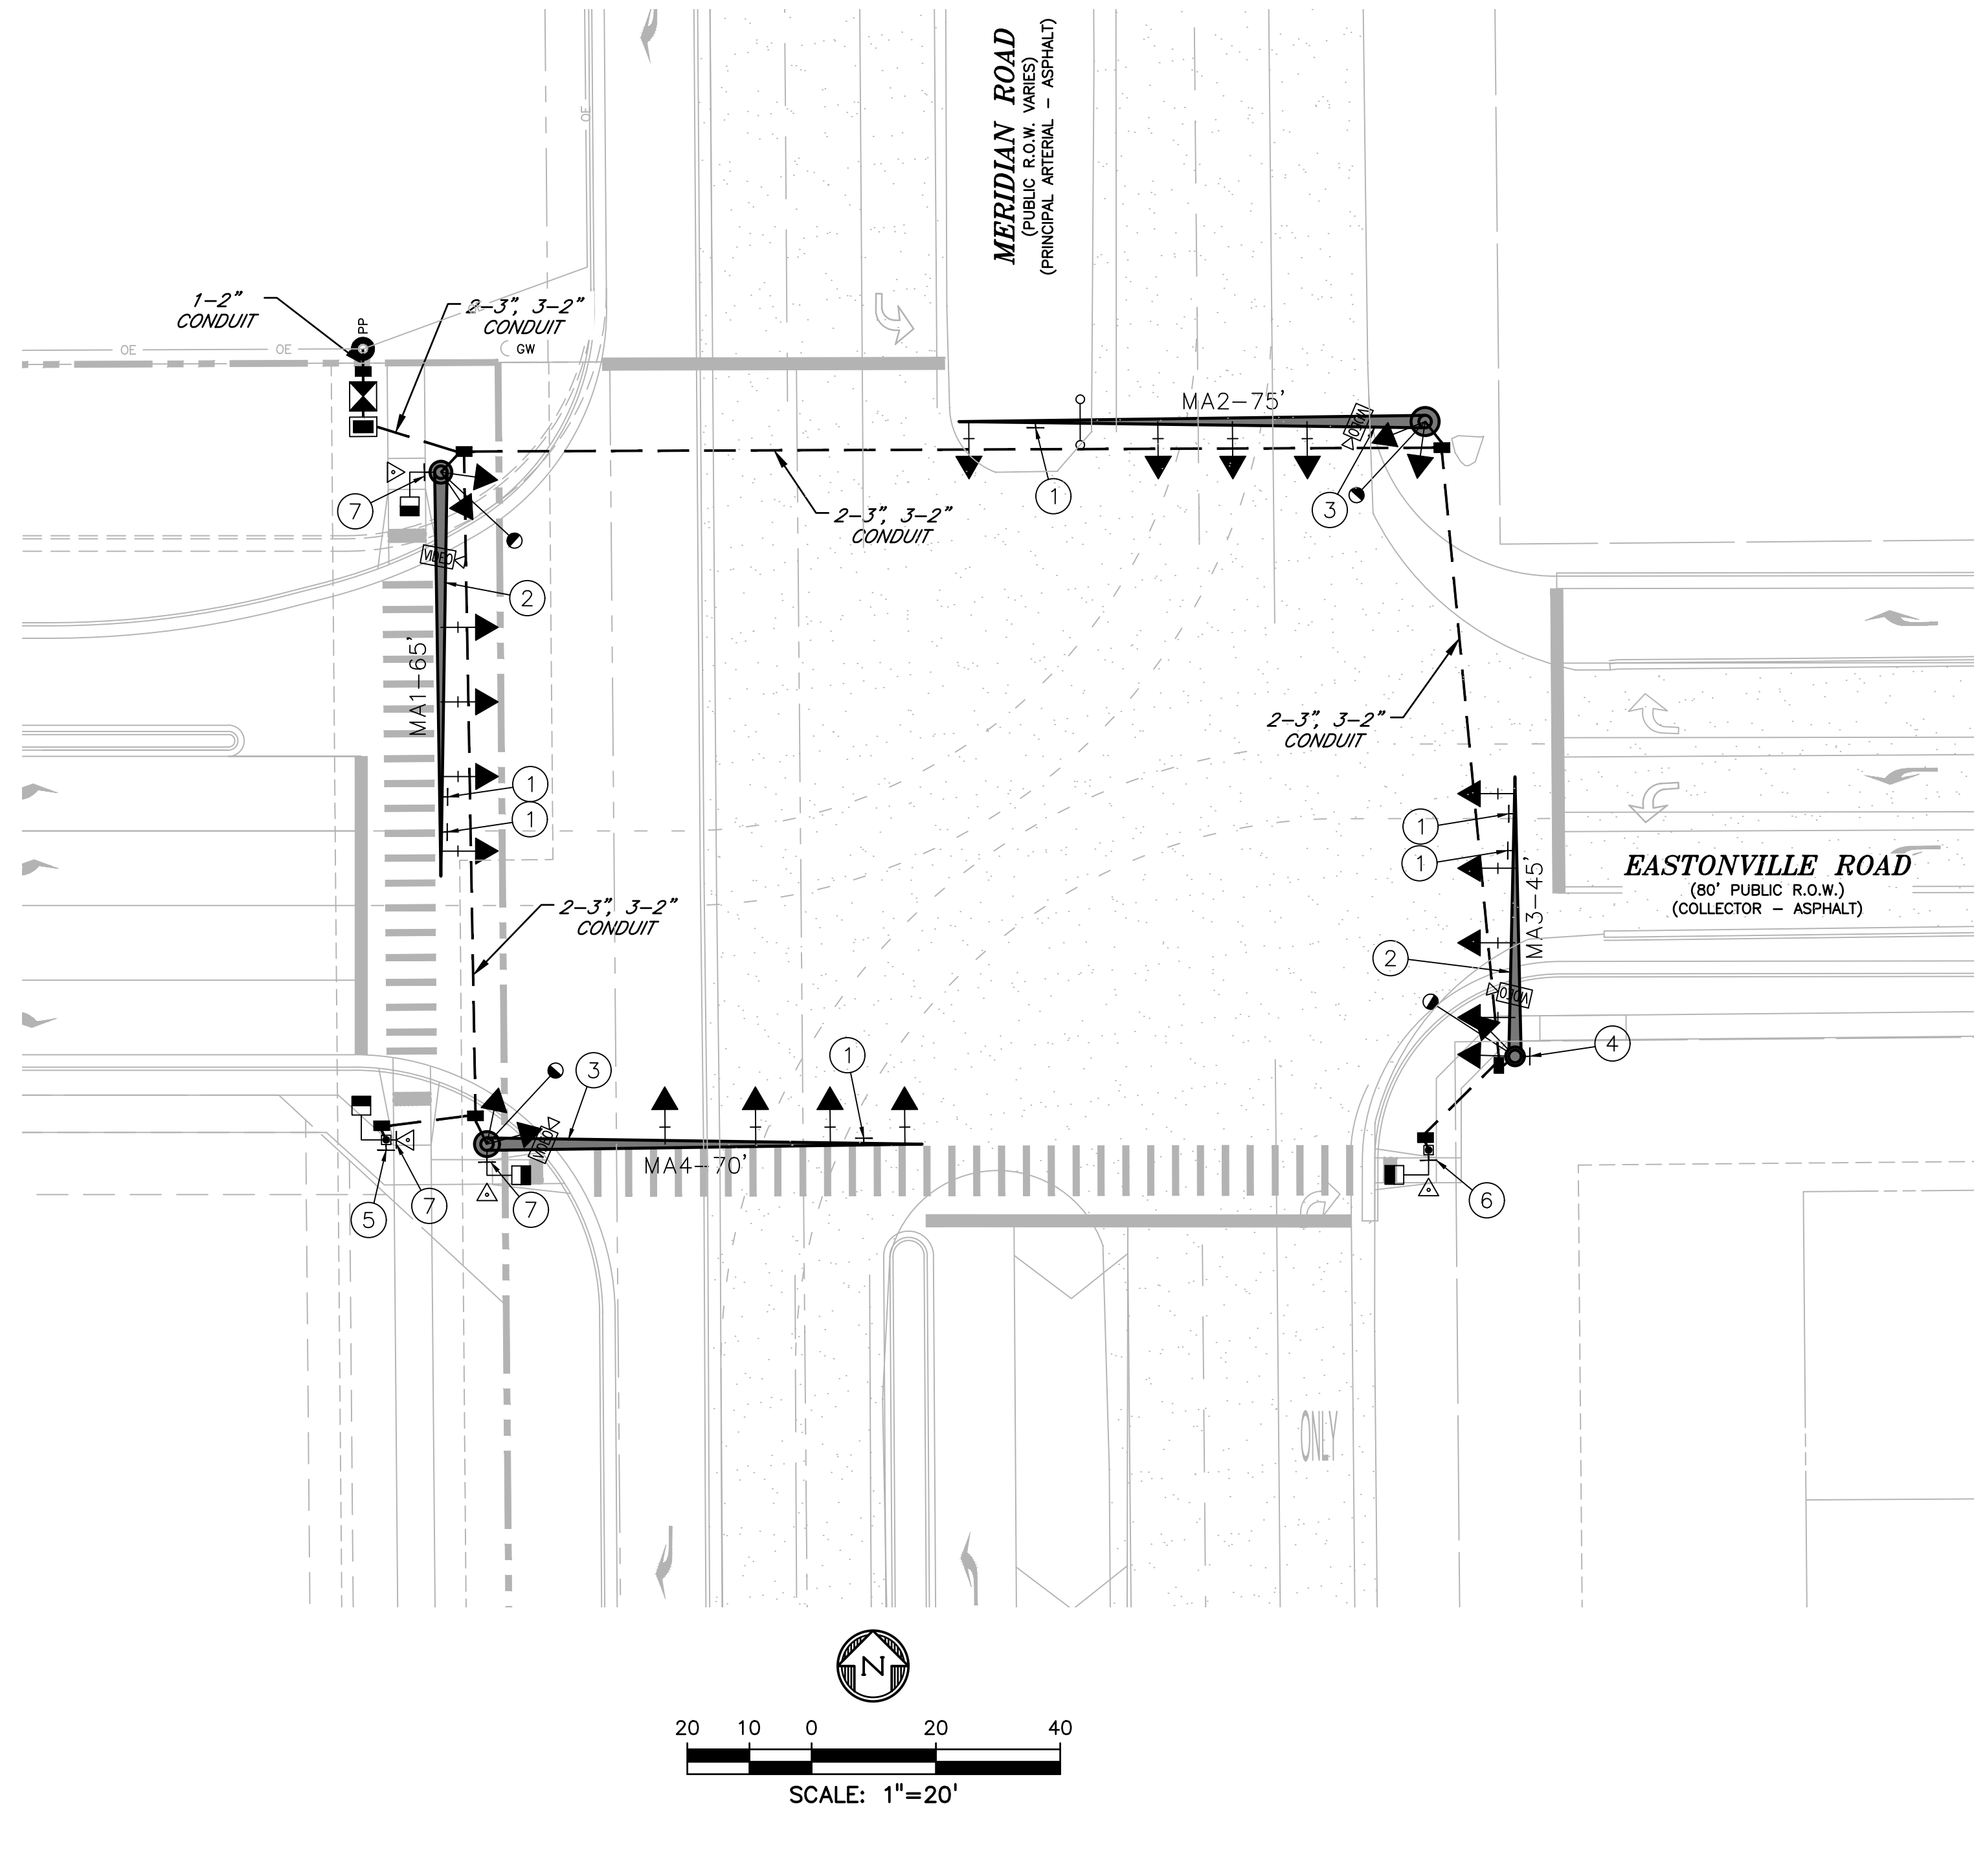 MERIDIAN ROAD
(PUBLIC R.O.W. VARIES)
(PRINCIPAL ARTERIAL – ASPHALT)
OE
1–2"
CONDUIT
PP
2–3", 3–2"
CONDUIT
OE
OE
GW
MA2–75'
VIDEO
1
3
7
2–3", 3–2"
CONDUIT
VIDEO
2
MA1–65'
2–3", 3–2"
CONDUIT
1
1
1
1
EASTONVILLE ROAD
(80' PUBLIC R.O.W.)
(COLLECTOR – ASPHALT)
MA3–45'
2–3", 3–2"
CONDUIT
2
VIDEO
4
1
3
VIDEO
MA4–70'
5
7
7
6
ONLY
N
20 10 0 20 40
SCALE: 1"=20'